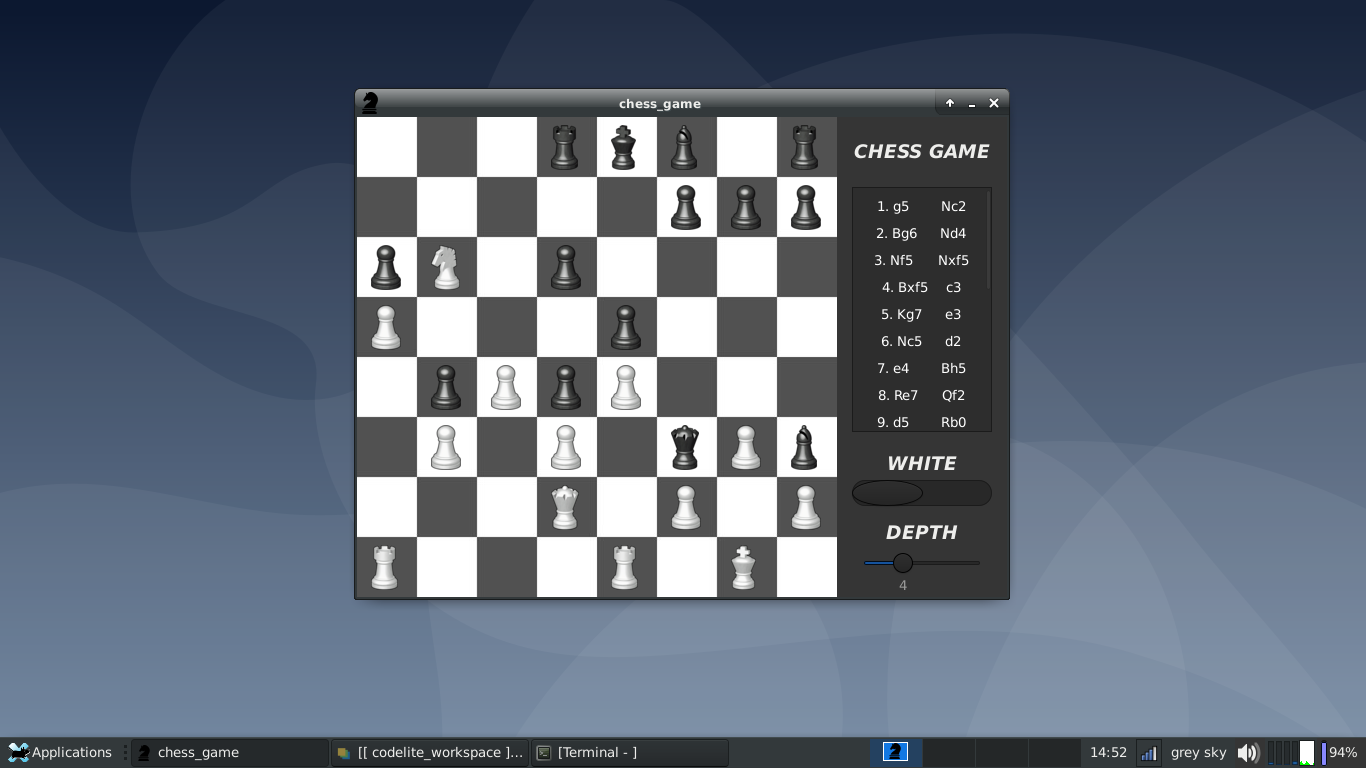 chess_game
CHESS GAME
1. g5 Nc2
2. Bg6 Nd4
3. Nf5 Nxf5
4. Bxf5 c3
5. Kg7 e3
6. Nc5 d2
7. e4 Bh5
8. Re7 Qf2
9. d5 Rb0
WHITE
DEPTH
4
Applications chess_game [[ codelite_workspace ]... [Terminal - ] 14:52 grey sky 94%